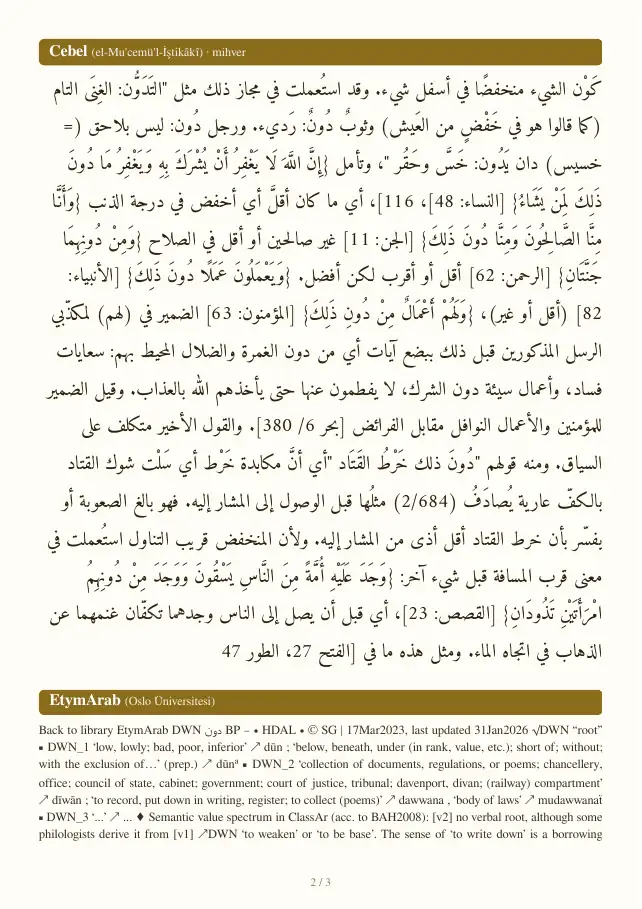 Cebel (el-Mu'cemü'l-İştikâkî) · mihver
كَوْن الشيء منخفضًا في أسفل شيء. وقد استُعملت في مجاز ذلك مثل "التَدَوُّن: الغِنَى التام
(كما قالوا هو في خَفْضٍ من العَيش) وثوبٌ دُونٌ: رَديء. ورجل دُون: ليس بلاحق (=
خسيس) دان يَدُون: خَسَّ وحَقُر "، وتأمل {إِنَّ اللَّهَ لَا يَغْفِرُ أَنْ يُشْرَكَ بِهِ وَيَغْفِرُ مَا دُونَ
ذَلِكَ لِمَنْ يَشَاءُ} [النساء: 48]، 116]، أي ما كان أقلَّ أي أخفض في درجة الذنب {وَأَنَّا
مِنَّا الصَّالِحُونَ وَمِنَّا دُونَ ذَلِكَ} [الجن: 11] غير صالحين أو أقل في الصلاح {وَمِنْ دُونِهِمَا
جَنَّتَانِ} [الرحمن: 62] أقل أو أقرب لكن أفضل. {وَيَعْمَلُونَ عَمَلًا دُونَ ذَلِكَ} [الأنبياء:
82] (أقل أو غير)، {وَلَهُمْ أَعْمَالٌ مِنْ دُونِ ذَلِكَ} [المؤمنون: 63] الضمير في (لهم) لمكذّبي
الرسل المذكورين قبل ذلك ببضع آيات أي من دون الغمرة والضلال المحيط بهم: سعايات
فساد، وأعمال سيئة دون الشرك، لا يفطمون عنها حتى يأخذهم الله بالعذاب. وقيل الضمير
للمؤمنين والأعمال النوافل مقابل الفرائض [بحر 6/ 380]. والقول الأخير متكلف على
السياق. ومنه قولهم "دُونَ ذلك خَرْطُ القَتَاد "أي أنَّ مكابدة خَرْط أي سَلْت شوك القتاد
بالكفّ عارية يُصادَفُ (2/684) مثلُها قبل الوصول إلى المشار إليه. فهو بالغ الصعوبة أو
يفسّر بأن خرط القتاد أقل أذى من المشار إليه. ولأن المنخفض قريب التناول استُعملت في
معنى قرب المسافة قبل شيء آخر: {وَجَدَ عَلَيْهِ أُمَّةً مِنَ النَّاسِ يَسْقُونَ وَوَجَدَ مِنْ دُونِهِمُ
امْرَأَتَيْنِ تَذُودَانِ} [القصص: 23]، أي قبل أن يصل إلى الناس وجدهما تكفّان غنمهما عن
الذهاب في اتجاه الماء. ومثل هذه ما في [الفتح 27، الطور 47
EtymArab (Oslo Üniversitesi)
Back to library EtymArab DWN دون BP – • HDAL • © SG | 17Mar2023, last updated 31Jan2026 √DWN “root”
▪ DWN_1 ‘low, lowly; bad, poor, inferior’ ↗ dūn ; ‘below, beneath, under (in rank, value, etc.); short of; without;
with the exclusion of…’ (prep.) ↗ dūnᵃ ▪ DWN_2 ‘collection of documents, regulations, or poems; chancellery,
office; council of state, cabinet; government; court of justice, tribunal; davenport, divan; (railway) compartment’
↗ dīwān ; ‘to record, put down in writing, register; to collect (poems)’ ↗ dawwana , ‘body of laws’ ↗ mudawwanaẗ
▪ DWN_3 ‘...’ ↗ ... ♦ Semantic value spectrum in ClassAr (acc. to BAH2008): [v2] no verbal root, although some
philologists derive it from [v1] ↗DWN ‘to weaken’ or ‘to be base’. The sense of ‘to write down’ is a borrowing
2 / 3